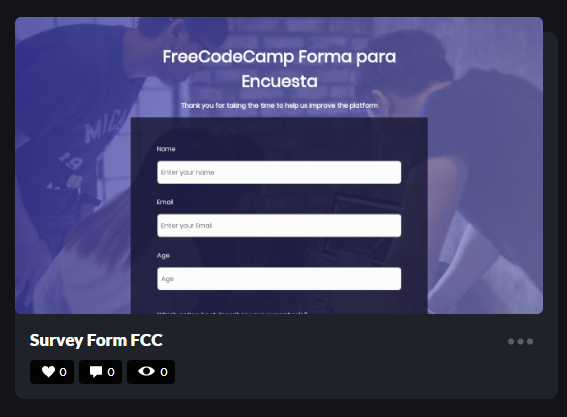 FreeCodeCamp Forma para
Encuesta
Thank you for taking the time to help us improve the platform
Name
Enter your name
Email
Enter your Email
Age
Age
Survey Form FCC
0 0 0